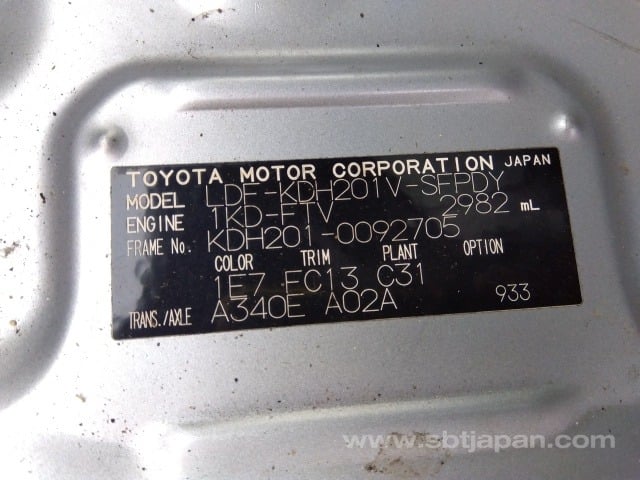 TOYOTA MOTOR CORPORATION JAPAN
MODEL LDF-KDH201V-SFPDY
ENGINE 1KD-FTV 2982 mL
FRAME No. KDH201-0092705
COLOR TRIM PLANT OPTION
1E7 FC13 C31
TRANS./AXLE A340E A02A 933
www.sbtjapan.com